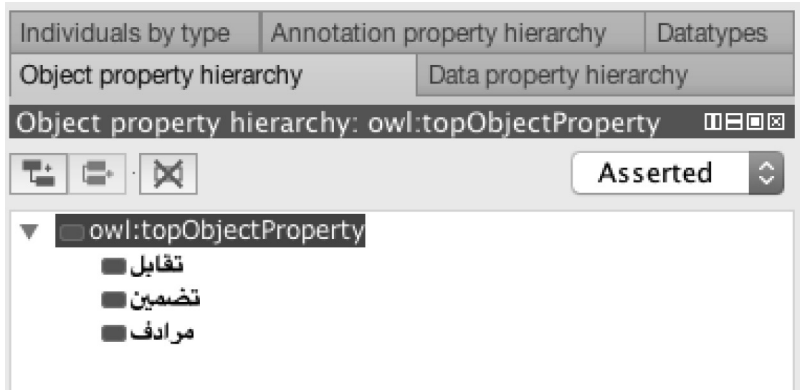 Individuals by type Annotation property hierarchy Datatypes
Object property hierarchy Data property hierarchy
Object property hierarchy: owl:topObjectProperty
Asserted
owl:topObjectProperty
تقابل
تضمين
مرادف